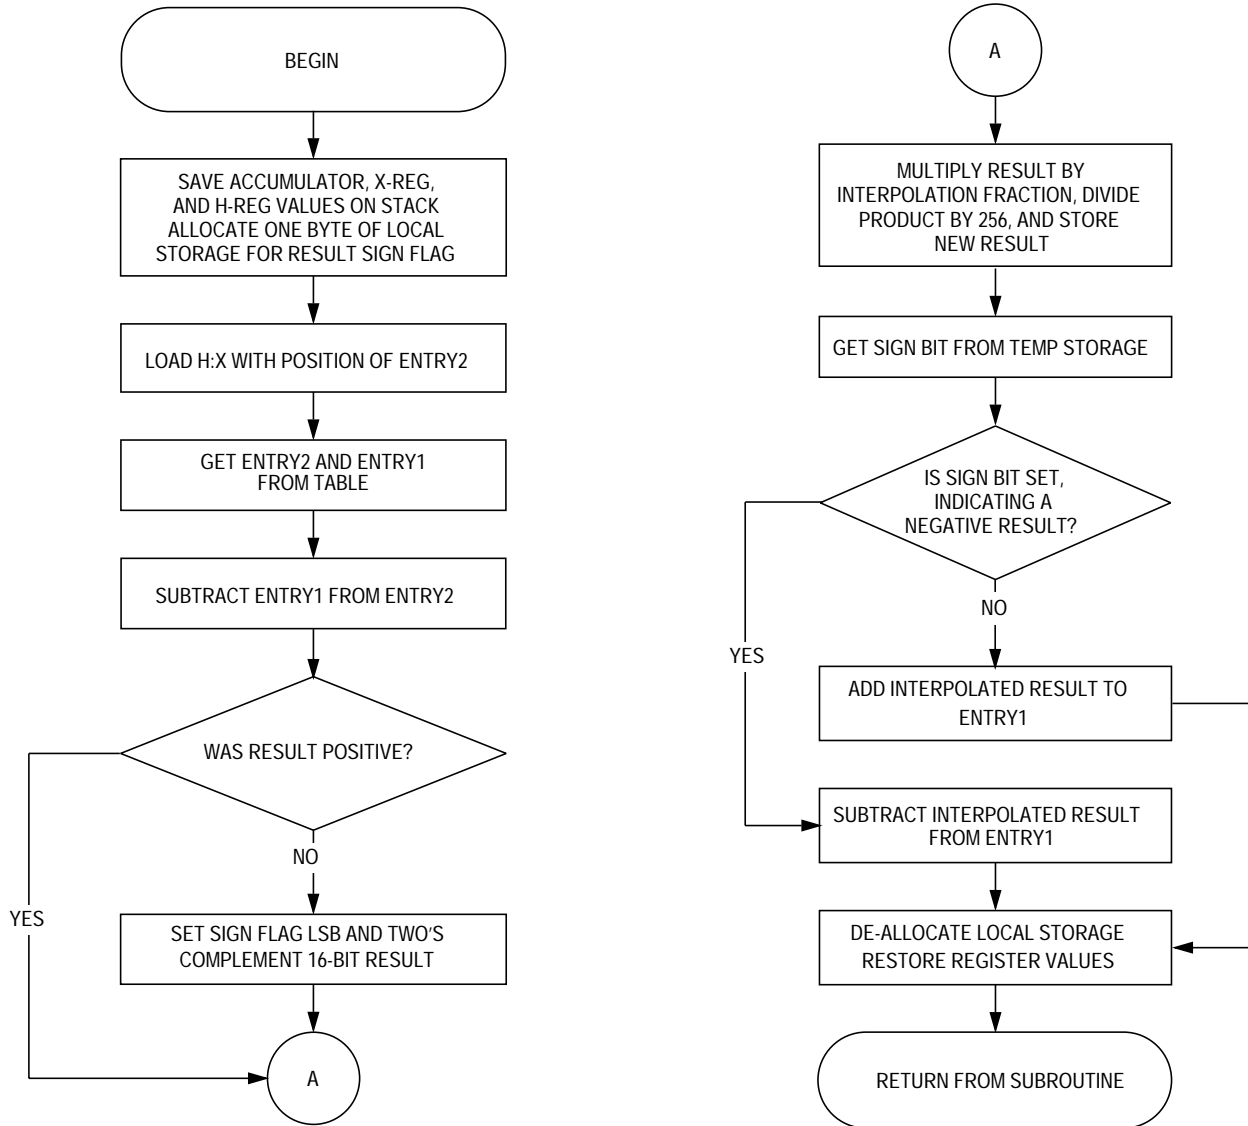 BEGIN
SAVE ACCUMULATOR, X-REG,
AND H-REG VALUES ON STACK
ALLOCATE ONE BYTE OF LOCAL
STORAGE FOR RESULT SIGN FLAG
LOAD H:X WITH POSITION OF ENTRY2
GET ENTRY2 AND ENTRY1
FROM TABLE
SUBTRACT ENTRY1 FROM ENTRY2
WAS RESULT POSITIVE?
NO
YES
SET SIGN FLAG LSB AND TWO'S
COMPLEMENT 16-BIT RESULT
A
A
MULTIPLY RESULT BY
INTERPOLATION FRACTION, DIVIDE
PRODUCT BY 256, AND STORE
NEW RESULT
GET SIGN BIT FROM TEMP STORAGE
IS SIGN BIT SET,
INDICATING A
NEGATIVE RESULT?
NO
YES
ADD INTERPOLATED RESULT TO
ENTRY1
SUBTRACT INTERPOLATED RESULT
FROM ENTRY1
DE-ALLOCATE LOCAL STORAGE
RESTORE REGISTER VALUES
RETURN FROM SUBROUTINE